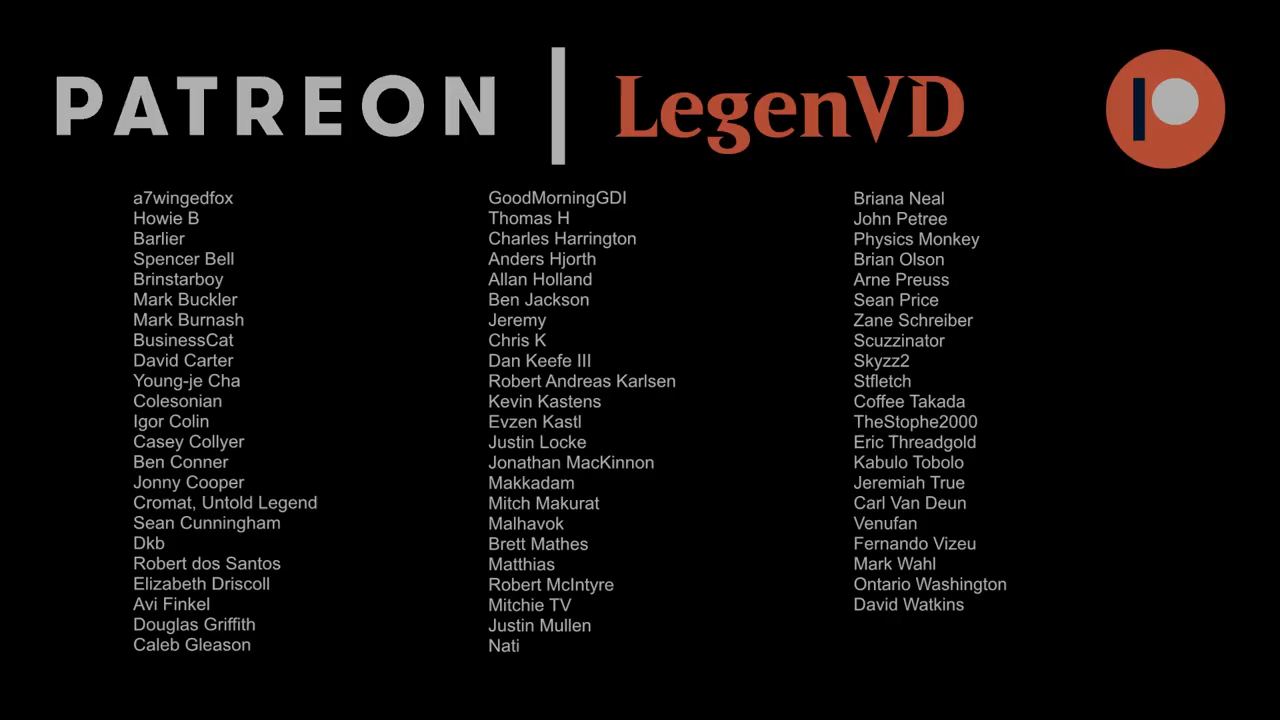 PATREON | LegenVD
a7wingedfox
Howie B
Barlier
Spencer Bell
Brinstarboy
Mark Buckler
Mark Burnash
BusinessCat
David Carter
Young-je Cha
Colesonian
Igor Colin
Casey Collyer
Ben Conner
Jonny Cooper
Cromat, Untold Legend
Sean Cunningham
Dkb
Robert dos Santos
Elizabeth Driscoll
Avi Finkel
Douglas Griffith
Caleb Gleason
GoodMorningGDI
Thomas H
Charles Harrington
Anders Hjorth
Allan Holland
Ben Jackson
Jeremy
Chris K
Dan Keefe III
Robert Andreas Karlsen
Kevin Kastens
Evzen Kastl
Justin Locke
Jonathan MacKinnon
Makkadam
Mitch Makurat
Malhavok
Brett Mathes
Matthias
Robert McIntyre
Mitchie TV
Justin Mullen
Nati
Briana Neal
John Petree
Physics Monkey
Brian Olson
Arne Preuss
Sean Price
Zane Schreiber
Scuzzinator
Skyzz2
Stfletch
Coffee Takada
TheStophe2000
Eric Threadgold
Kabulo Tobolo
Jeremiah True
Carl Van Deun
Venufan
Fernando Vizeu
Mark Wahl
Ontario Washington
David Watkins